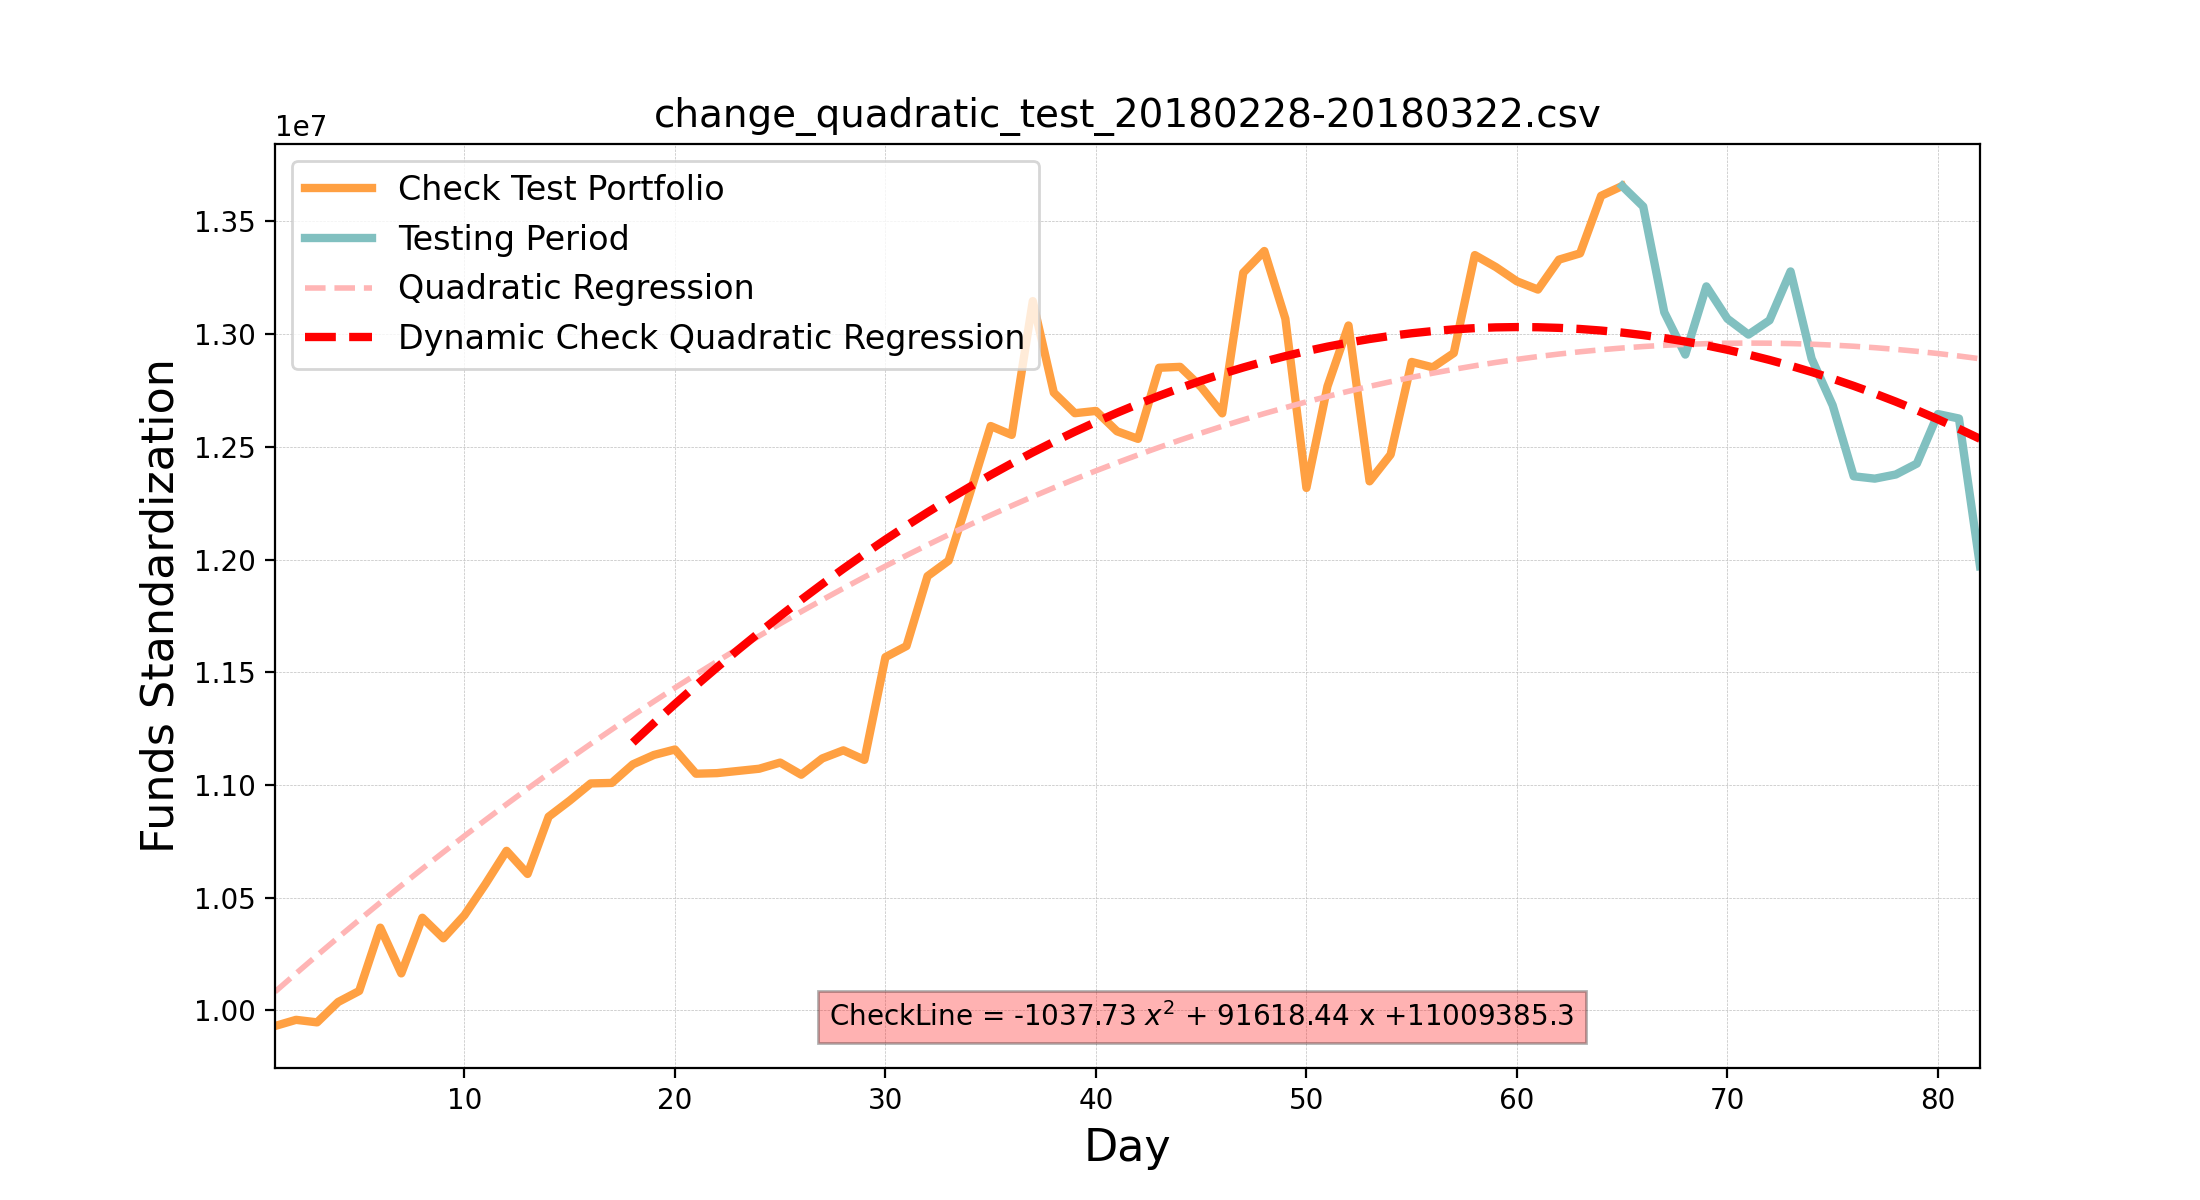 change_quadratic_test_20180228-20180322.csv
1e7
Check Test Portfolio
Testing Period
Quadratic Regression
Dynamic Check Quadratic Regression
1.35
1.30
1.25
1.20
1.15
1.10
1.05
1.00
Funds Standardization
CheckLine = -1037.73 x² + 91618.44 x +11009385.3
10 20 30 40 50 60 70 80
Day